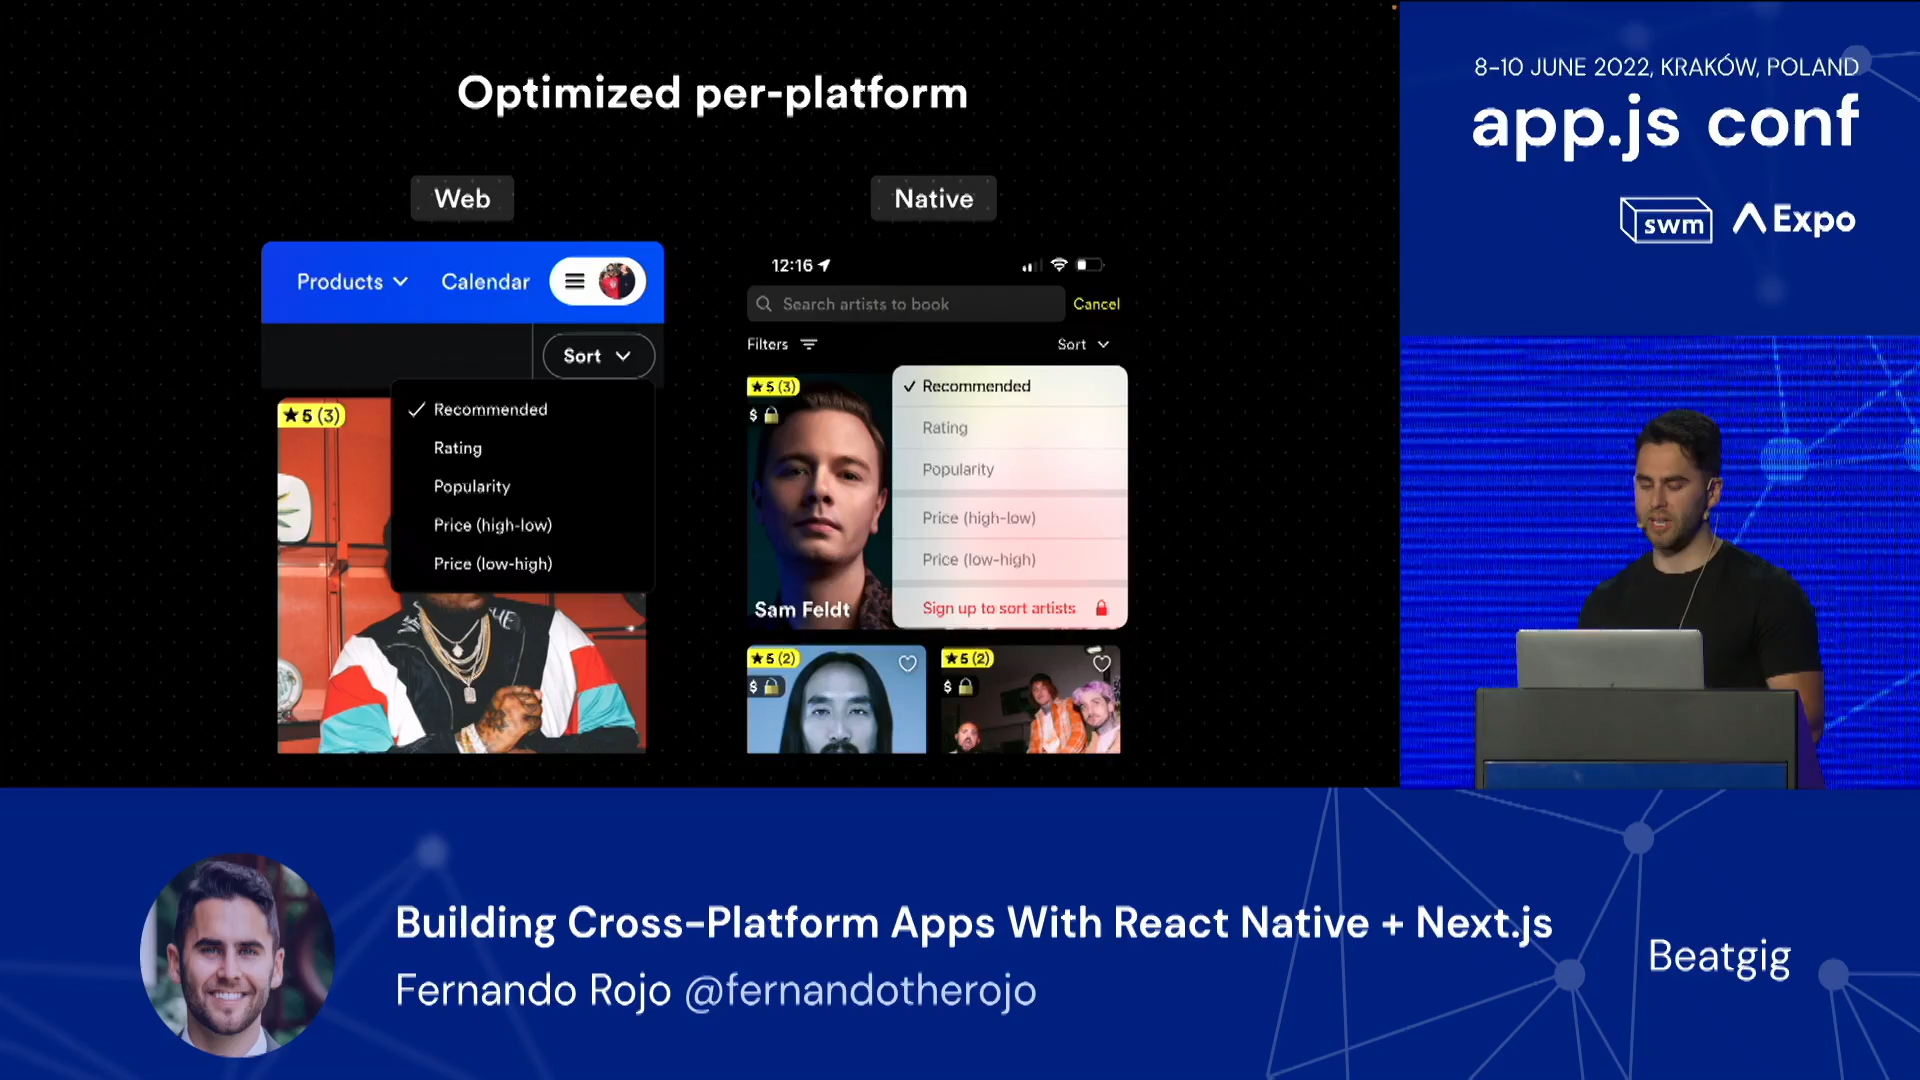 Optimized per-platform
Web
Native
Products
Calendar
Sort
Recommended
Rating
Popularity
Price (high-low)
Price (low-high)
★5 (3)
12:16
Search artists to book
Cancel
Filters
Sort
★5 (3)
$
Recommended
Rating
Popularity
Price (high-low)
Price (low-high)
Sign up to sort artists
Sam Feldt
★5 (2)
$
★5 (2)
$
8-10 JUNE 2022, KRAKÓW, POLAND
app.js conf
swm
Expo
Building Cross-Platform Apps With React Native + Next.js
Fernando Rojo @fernandotherojo
Beatgig